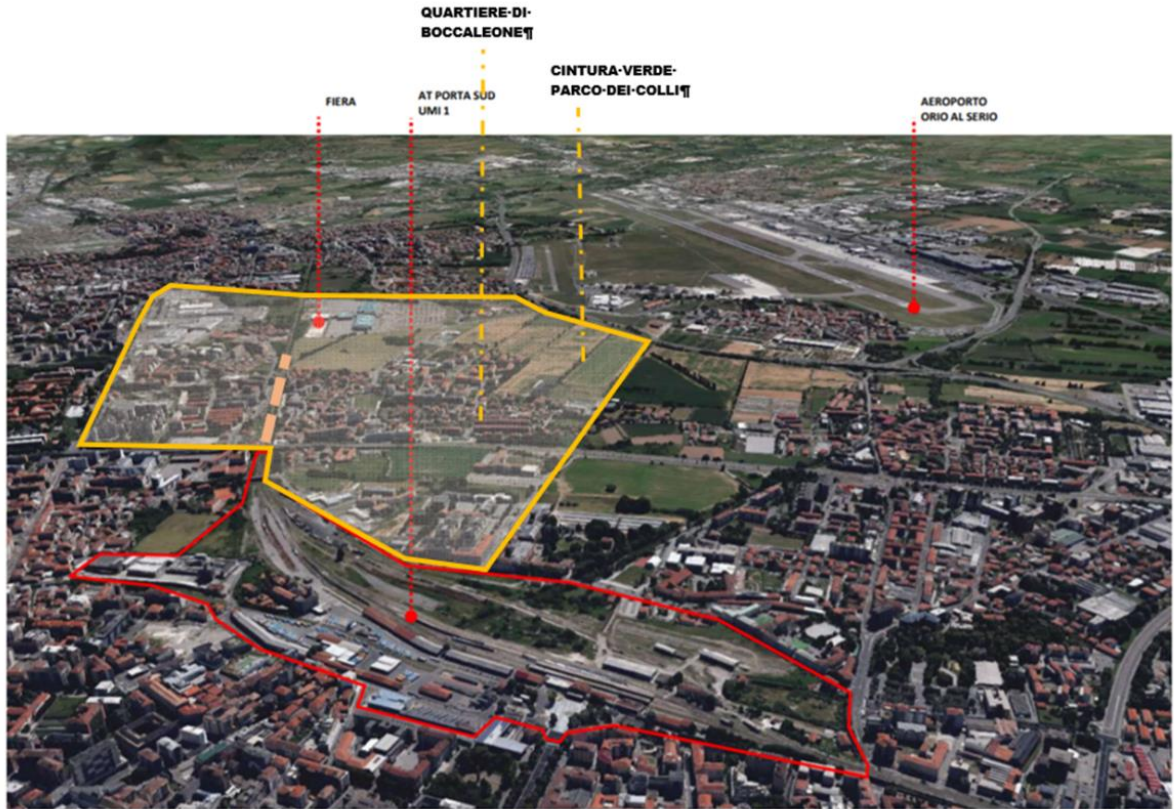 QUARTIERE·DI·
BOCCALEONE¶
CINTURA·VERDE·
PARCO·DEI·COLLI¶
FIERA
AT PORTA SUD
UMI 1
AEROPORTO
ORIO AL SERIO